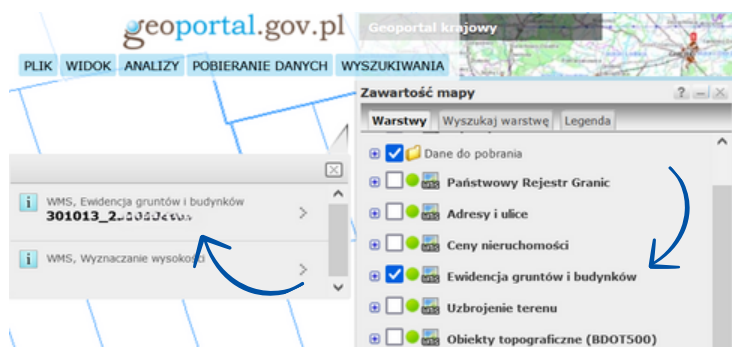 geoportal.gov.pl
Geoportal krajowy
PLIK WIDOK ANALIZY POBIERANIE DANYCH WYSZUKIWANIA
Zawartość mapy
Warstwy Wyszukaj warstwę Legenda
Dane do pobrania
Państwowy Rejestr Granic
Adresy i ulice
Ceny nieruchomości
Ewidencja gruntów i budynków
Uzbrojenie terenu
Obiekty topograficzne (BDOT500)
WMS, Ewidencja gruntów i budynków
301013_2.
WMS, Wyznaczanie wysokości